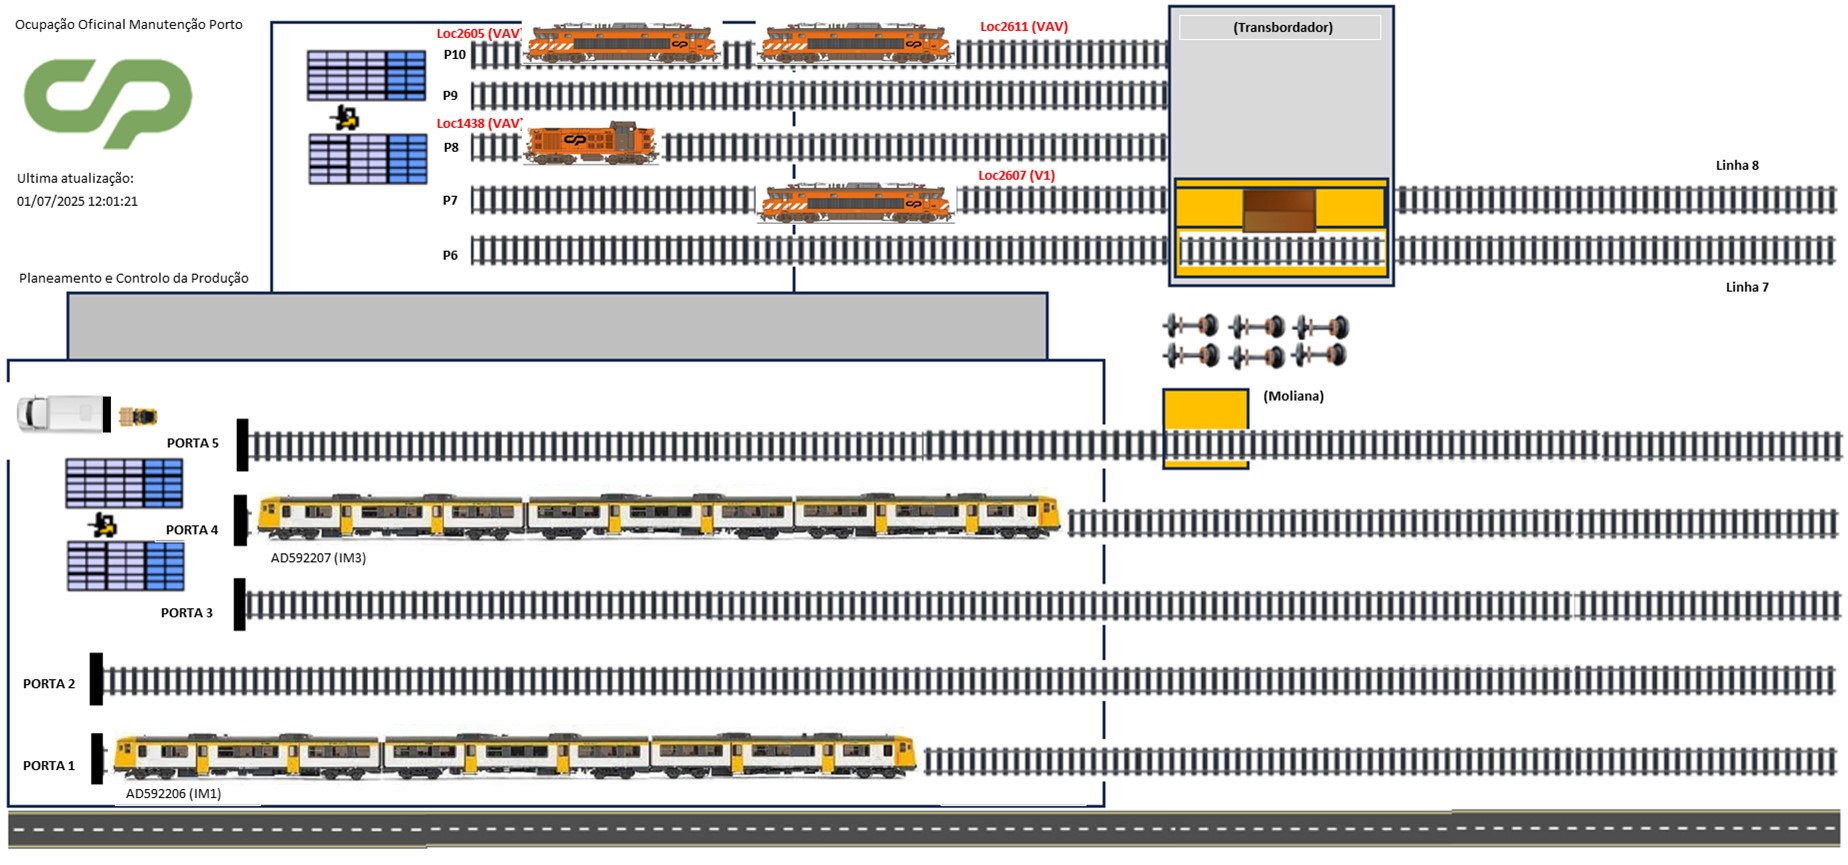 Ocupação Oficinal Manutenção Porto
Ultima atualização:
01/07/2025 12:01:21
Planeamento e Controlo da Produção
Loc2605 (VAV)
Loc2611 (VAV)
(Transbordador)
P10
P9
Loc1438 (VAV)
P8
Loc2607 (V1)
Linha 8
P7
P6
Linha 7
(Moliana)
PORTA 5
PORTA 4
AD592207 (IM3)
PORTA 3
PORTA 2
PORTA 1
AD592206 (IM1)